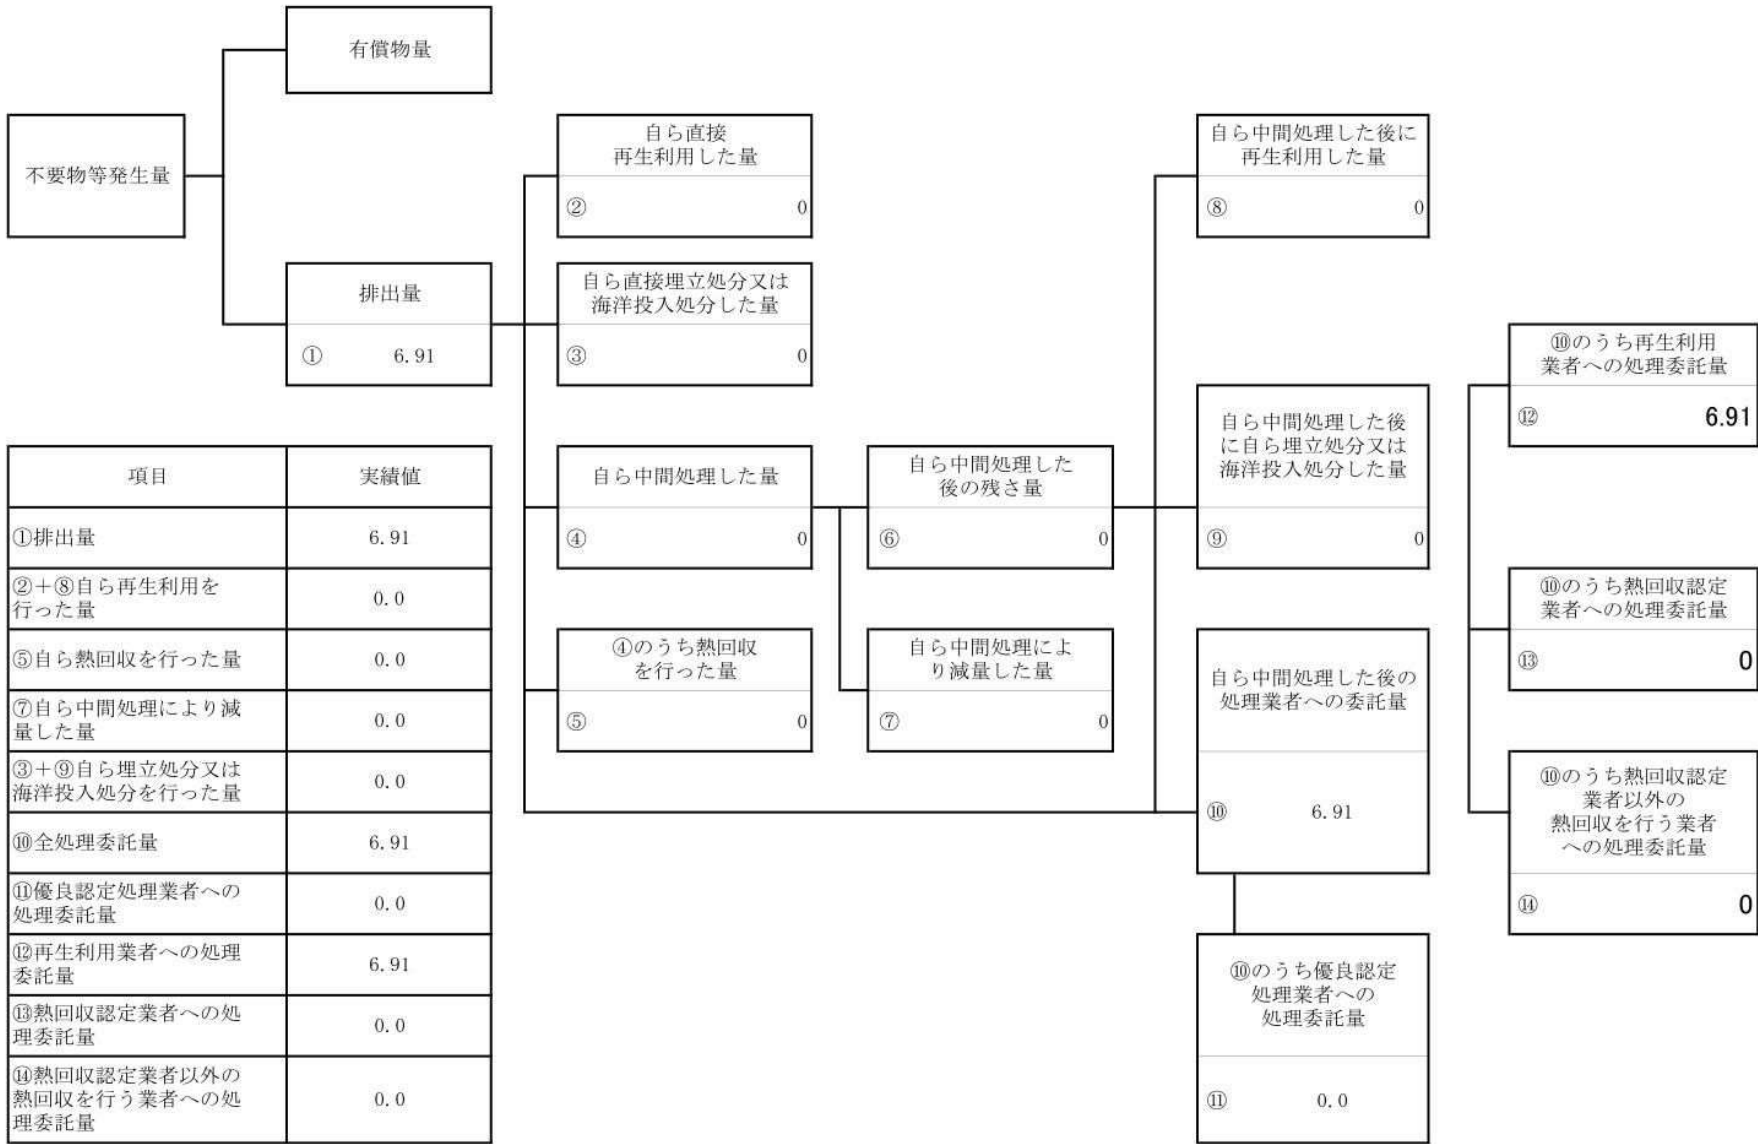 有償物量
不要物等発生量
排出量
① 6.91
自ら直接
再生利用した量
② 0
自ら直接埋立処分又は
海洋投入処分した量
③ 0
自ら中間処理した量
④ 0
④のうち熱回収
を行った量
⑤ 0
自ら中間処理した
後の残さ量
⑥ 0
自ら中間処理によ
り減量した量
⑦ 0
自ら中間処理した後に
再生利用した量
⑧ 0
自ら中間処理した後
に自ら埋立処分又は
海洋投入処分した量
⑨ 0
自ら中間処理した後の
処理業者への委託量
⑩ 6.91
⑩のうち優良認定
処理業者への
処理委託量
⑪ 0.0
⑩のうち再生利用
業者への処理委託量
⑫ 6.91
⑩のうち熱回収認定
業者への処理委託量
⑬ 0
⑩のうち熱回収認定
業者以外の
熱回収を行う業者
への処理委託量
⑭ 0
項目 実績値
①排出量 6.91
②+⑧自ら再生利用を
行った量 0.0
⑤自ら熱回収を行った量 0.0
⑦自ら中間処理により減
量した量 0.0
③+⑨自ら埋立処分又は
海洋投入処分を行った量 0.0
⑩全処理委託量 6.91
⑪優良認定処理業者への
処理委託量 0.0
⑫再生利用業者への処理
委託量 6.91
⑬熱回収認定業者への処
理委託量 0.0
⑭熱回収認定業者以外の
熱回収を行う業者への処
理委託量 0.0